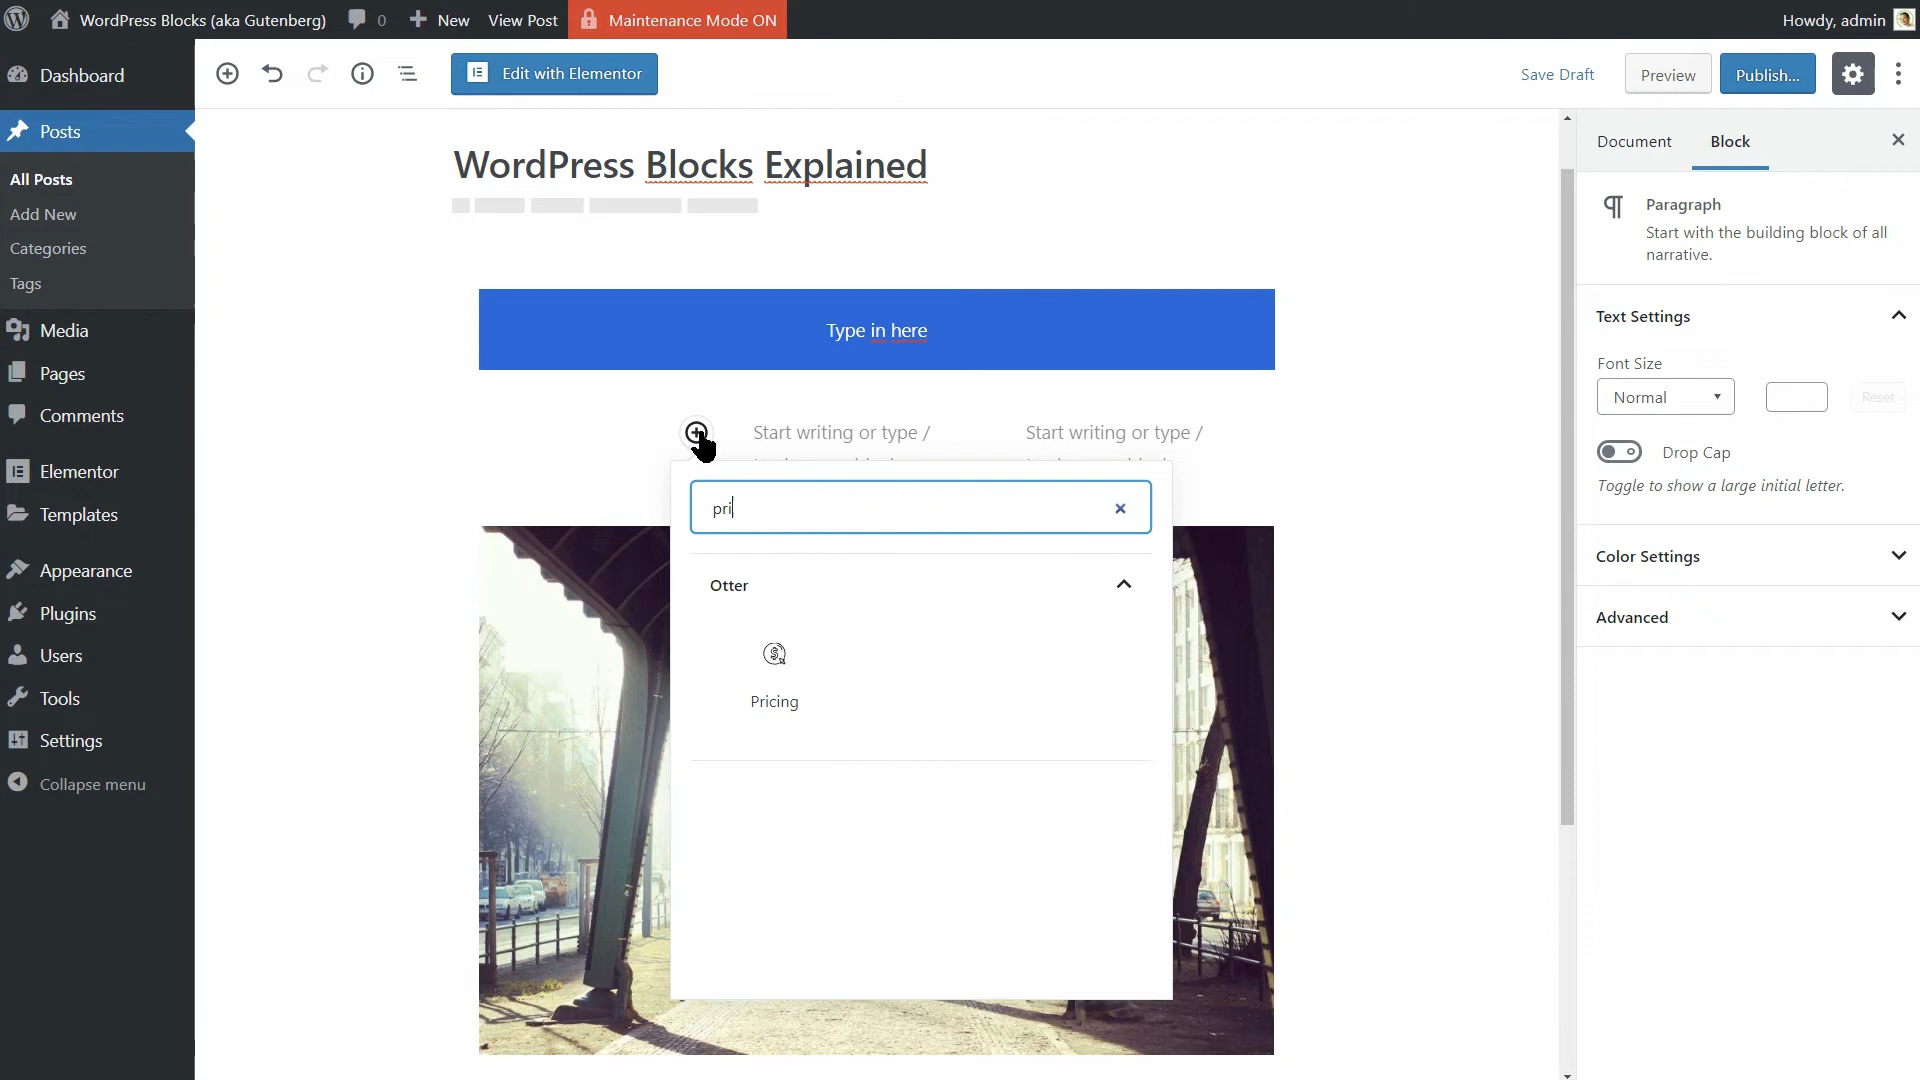 WordPress Blocks (aka Gutenberg)
0
New
View Post
Maintenance Mode ON
Howdy, admin
Dashboard
Posts
All Posts
Add New
Categories
Tags
Media
Pages
Comments
Elementor
Templates
Appearance
Plugins
Users
Tools
Settings
Collapse menu
Edit with Elementor
Save Draft
Preview
Publish...
WordPress Blocks Explained
Type in here
Start writing or type /
Start writing or type /
pri
Otter
Pricing
Document
Block
Paragraph
Start with the building block of all
narrative.
Text Settings
Font Size
Normal
Reset
Drop Cap
Toggle to show a large initial letter.
Color Settings
Advanced